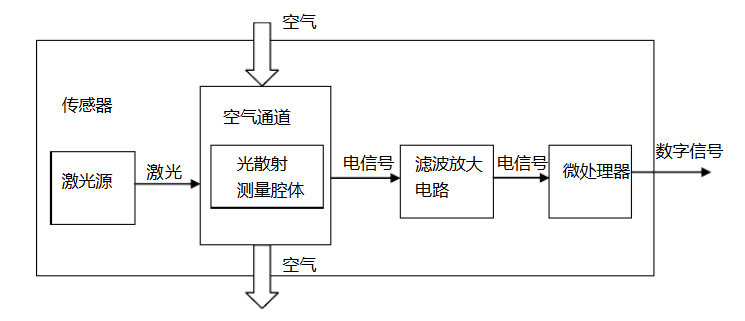 空气
传感器
空气通道
激光源
激光
光散射
测量腔体
电信号
滤波放大
电路
电信号
微处理器
数字信号
空气